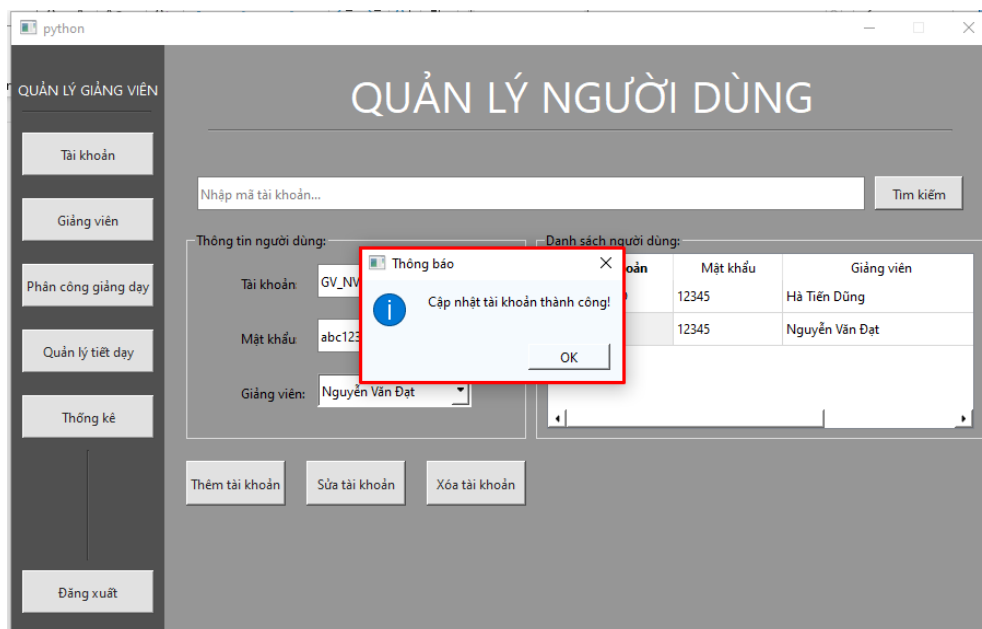 python
QUẢN LÝ GIẢNG VIÊN
Tài khoản
Giảng viên
Phân công giảng dạy
Quản lý tiết dạy
Thống kê
Đăng xuất
QUẢN LÝ NGƯỜI DÙNG
Nhập mã tài khoản...
Tìm kiếm
Thông tin người dùng:
Tài khoản:
GV_NV
Mật khẩu:
abc123
Giảng viên:
Nguyễn Văn Đạt
Thêm tài khoản
Sửa tài khoản
Xóa tài khoản
Danh sách người dùng:
Mật khẩu Giảng viên
12345 Hà Tiến Dũng
12345 Nguyễn Văn Đạt
Thông báo
Cập nhật tài khoản thành công!
OK